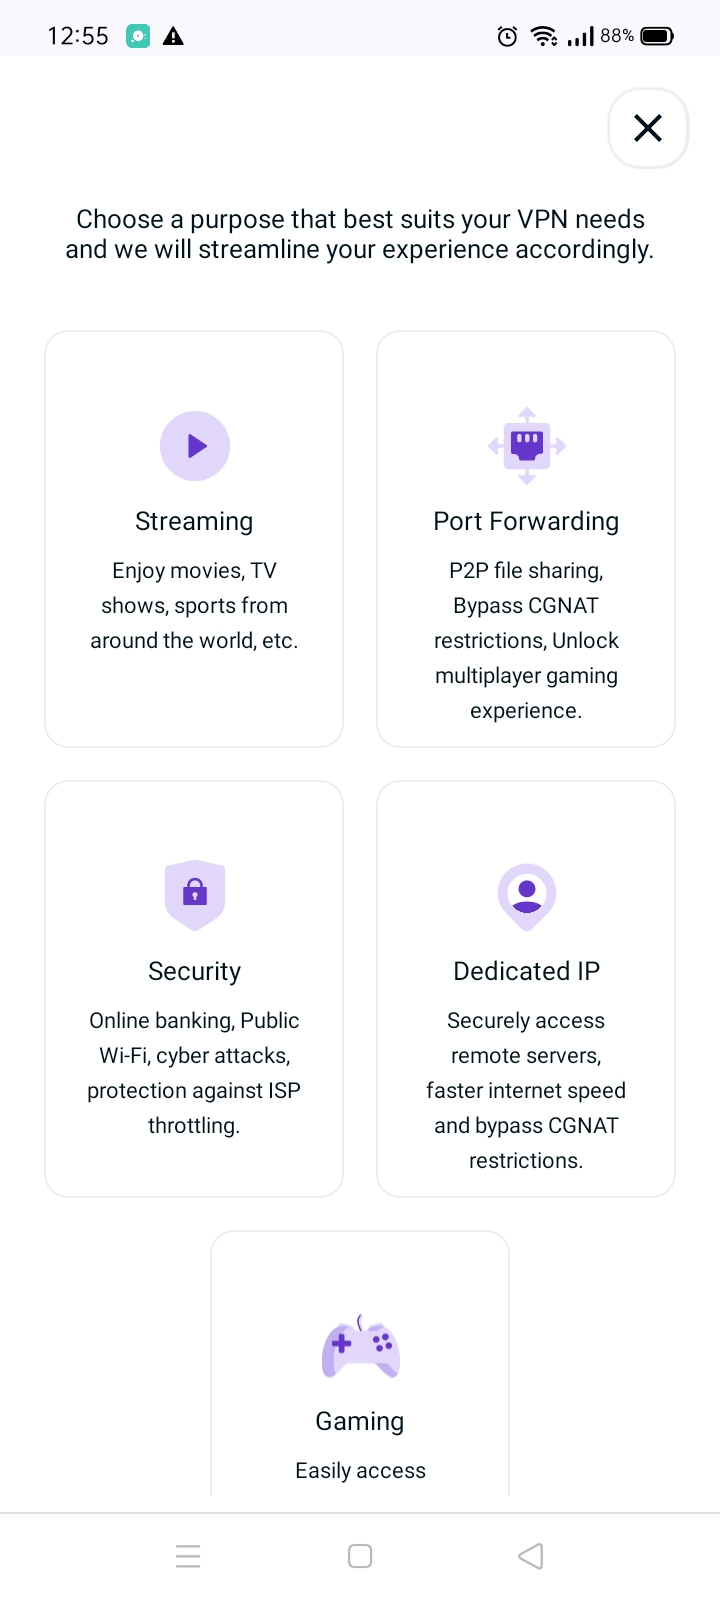 12:55
88%
Choose a purpose that best suits your VPN needs
and we will streamline your experience accordingly.
Streaming
Enjoy movies, TV
shows, sports from
around the world, etc.
Port Forwarding
P2P file sharing,
Bypass CGNAT
restrictions, Unlock
multiplayer gaming
experience.
Security
Online banking, Public
Wi-Fi, cyber attacks,
protection against ISP
throttling.
Dedicated IP
Securely access
remote servers,
faster internet speed
and bypass CGNAT
restrictions.
Gaming
Easily access